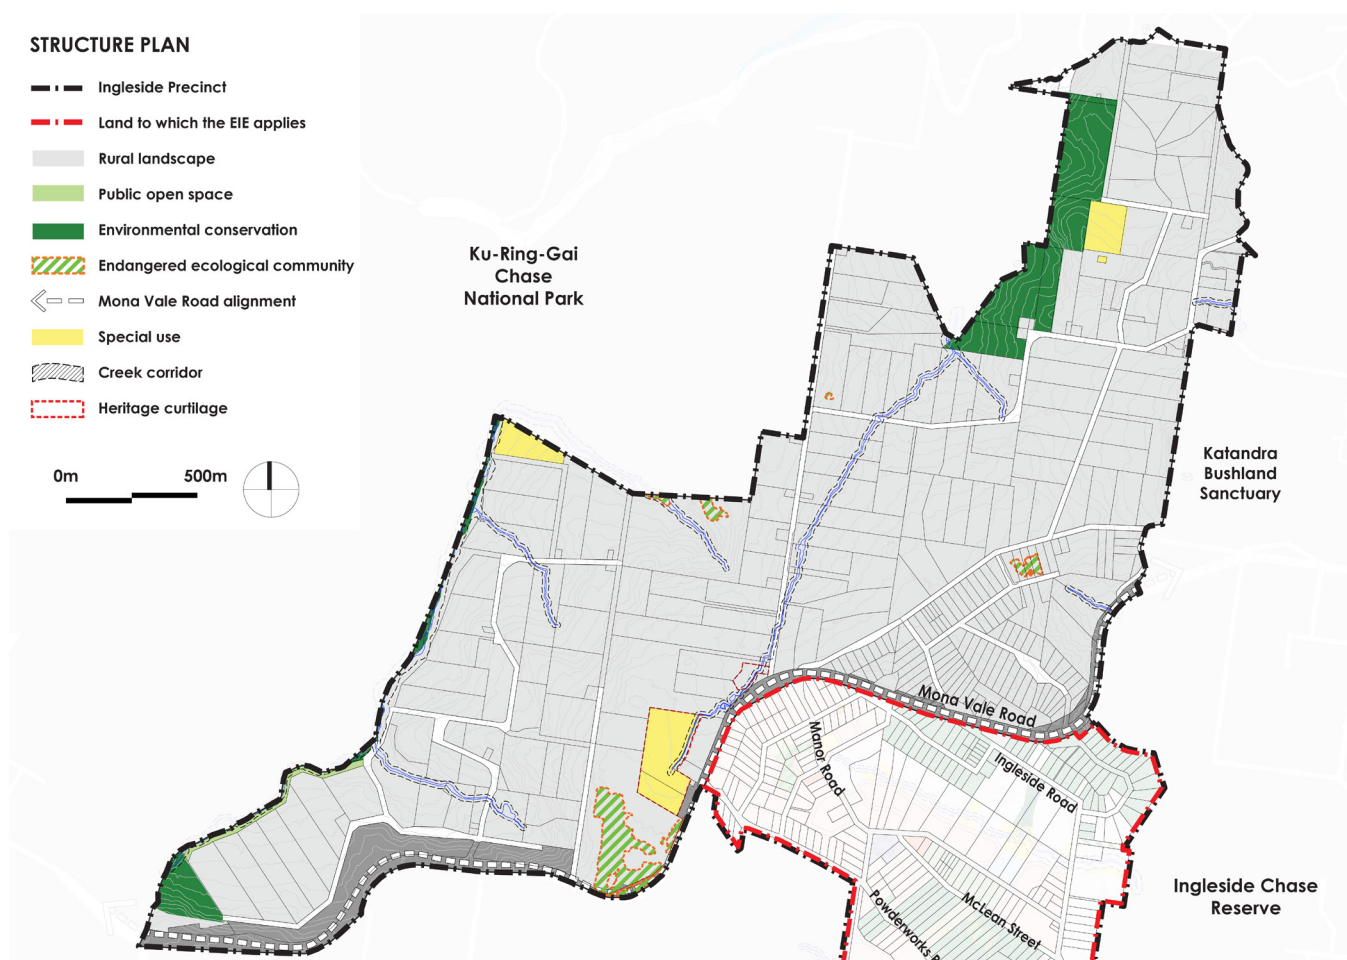 STRUCTURE PLAN
Ingleside Precinct
Land to which the EIE applies
Rural landscape
Public open space
Environmental conservation
Endangered ecological community
Mona Vale Road alignment
Special use
Creek corridor
Heritage curtilage
0m
500m
Ku-Ring-Gai
Chase
National Park
Katandra
Bushland
Sanctuary
Mona Vale Road
Manor Road
Ingleside Road
McLean Street
Powderworks
Ingleside Chase
Reserve